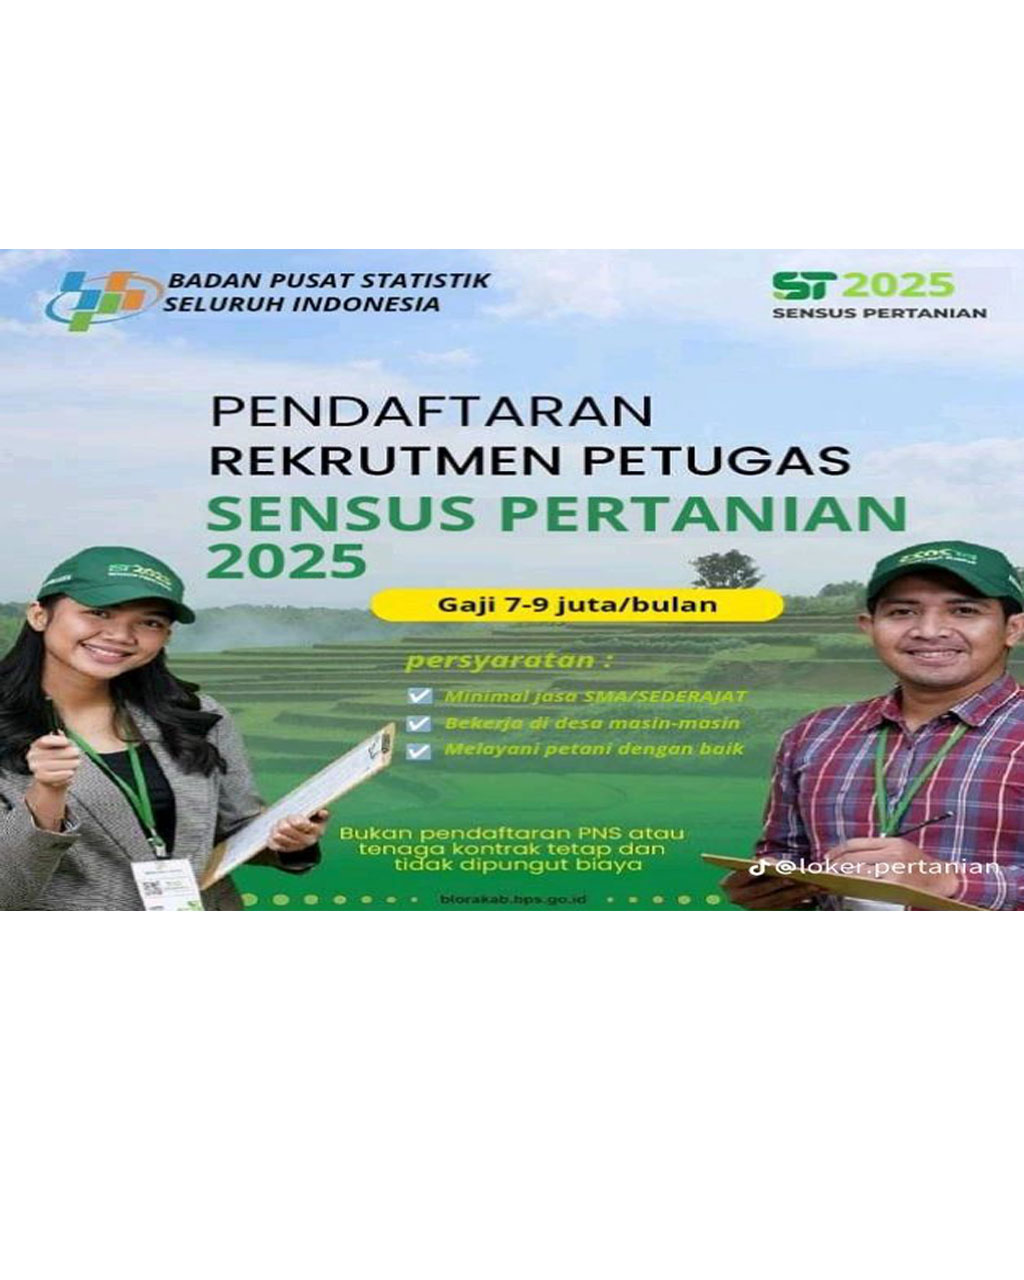 BADAN PUSAT STATISTIK
SELURUH INDONESIA
ST2025
SENSUS PERTANIAN
PENDAFTARAN
REKRUTMEN PETUGAS
SENSUS PERTANIAN
2025
Gaji 7-9 juta/bulan
persyaratan :
Minimal jasa SMA/SEDERAJAT
Bekerja di desa masin-masin
Melayani petani dengan baik
Bukan pendaftaran PNS atau
tenaga kontrak tetap dan
tidak dipungut biaya
@loker.pertanian
blorakab.bps.go.id